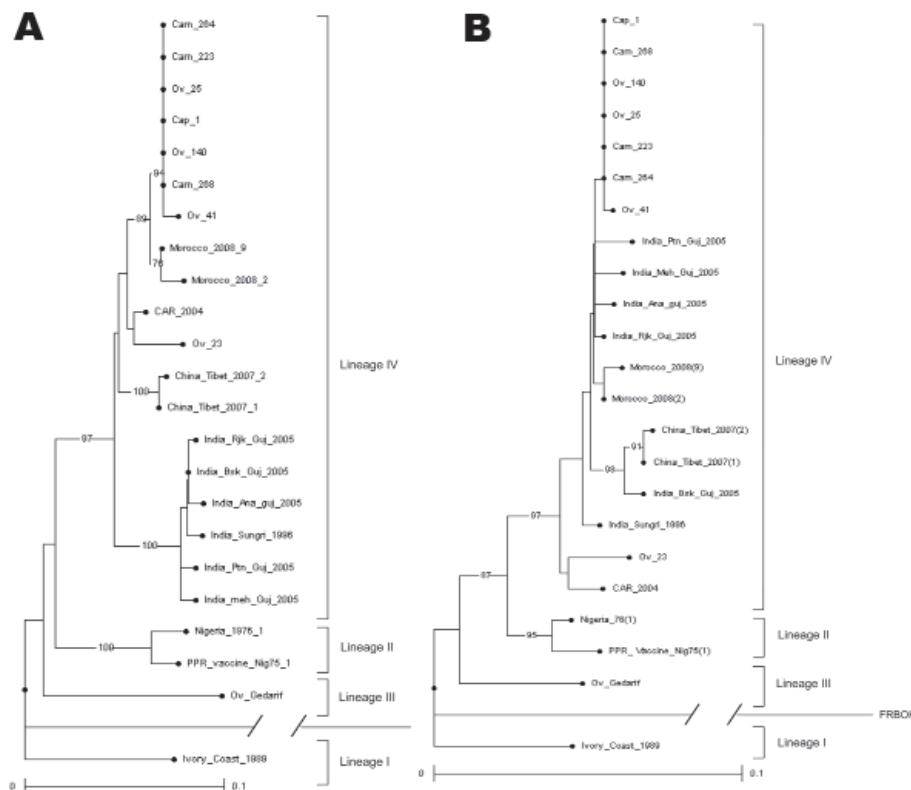 A
Cam_264
Cam_223
Ov_25
Cap_1
Ov_140
94
Cam_268
Ov_41
89
Morocco_2008_9
76
Morocco_2008_2
CAR_2004
Ov_23
China_Tibet_2007_2
100
China_Tibet_2007_1
97
India_Rjk_Guj_2005
India_Bsk_Guj_2005
India_Ana_guj_2005
India_Sungri_1996
100
India_Ptn_Guj_2005
India_meh_Guj_2005
Nigeria_1976_1
100
PPR_vaccine_Nig75_1
Ov_Gedarif
Ivory_Coast_1989
Lineage IV
Lineage II
Lineage III
Lineage I
0
0.1
B
Cap_1
Cam_268
Ov_140
Ov_25
Cam_223
Cam_264
Ov_41
India_Ptn_Guj_2005
India_Meh_Guj_2005
India_Ana_guj_2005
India_Rjk_Guj_2005
Morocco_2008(9)
Morocco_2008(2)
China_Tibet_2007(2)
91
China_Tibet_2007(1)
98
India_Bsk_Guj_2005
97
India_Sungri_1996
Ov_23
87
CAR_2004
Nigeria_76(1)
95
PPR_Vaccine_Nig75(1)
Ov_Gedarif
Ivory_Coast_1989
Lineage IV
Lineage II
Lineage III
FRBOI
Lineage I
0
0.1